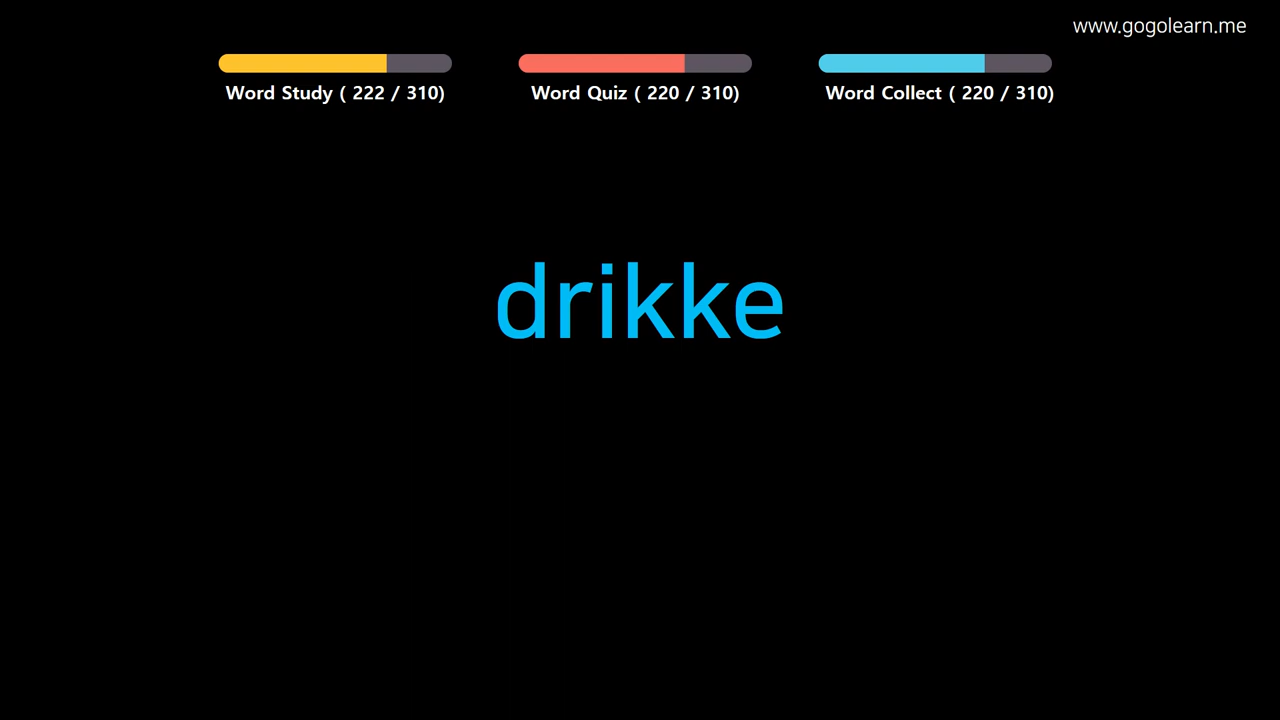 www.gogolearn.me
Word Study ( 222 / 310)
Word Quiz ( 220 / 310)
Word Collect ( 220 / 310)
drikke